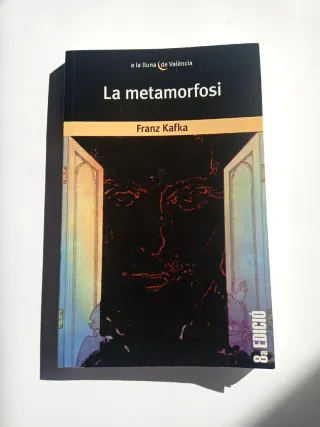 a la lluna de València
La metamorfosi
Franz Kafka
8a EDICIÓ